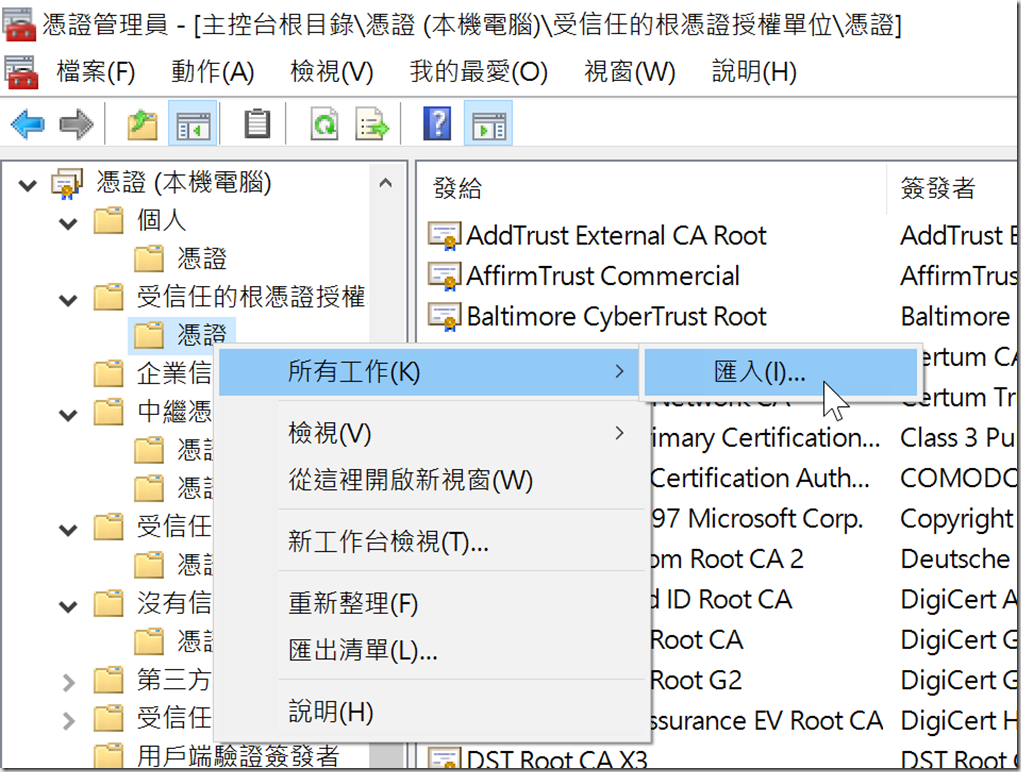 憑證管理員 - [主控台根目錄\憑證 (本機電腦)\受信任的根憑證授權單位\憑證]
檔案(F) 動作(A) 檢視(V) 我的最愛(O) 視窗(W) 說明(H)
憑證 (本機電腦)
個人
憑證
受信任的根憑證授權
憑證
企業信
中繼憑
受信任
沒有信
第三方
受信任
用戶端驗證簽發者
所有工作(K)
匯入(I)...
檢視(V)
從這裡開啟新視窗(W)
新工作台檢視(T)...
重新整理(F)
匯出清單(L)...
說明(H)
發給 簽發者
AddTrust External CA Root AddTrust E
AffirmTrust Commercial AffirmTrus
Baltimore CyberTrust Root Baltimore
ertum CA
Network CA ertum Tr
imary Certification... Class 3 Pu
Certification Auth... COMODO
97 Microsoft Corp. Copyright
om Root CA 2 Deutsche
d ID Root CA DigiCert A
Root CA DigiCert G
Root G2 DigiCert G
ssurance EV Root CA DigiCert H
DST Root CA X3